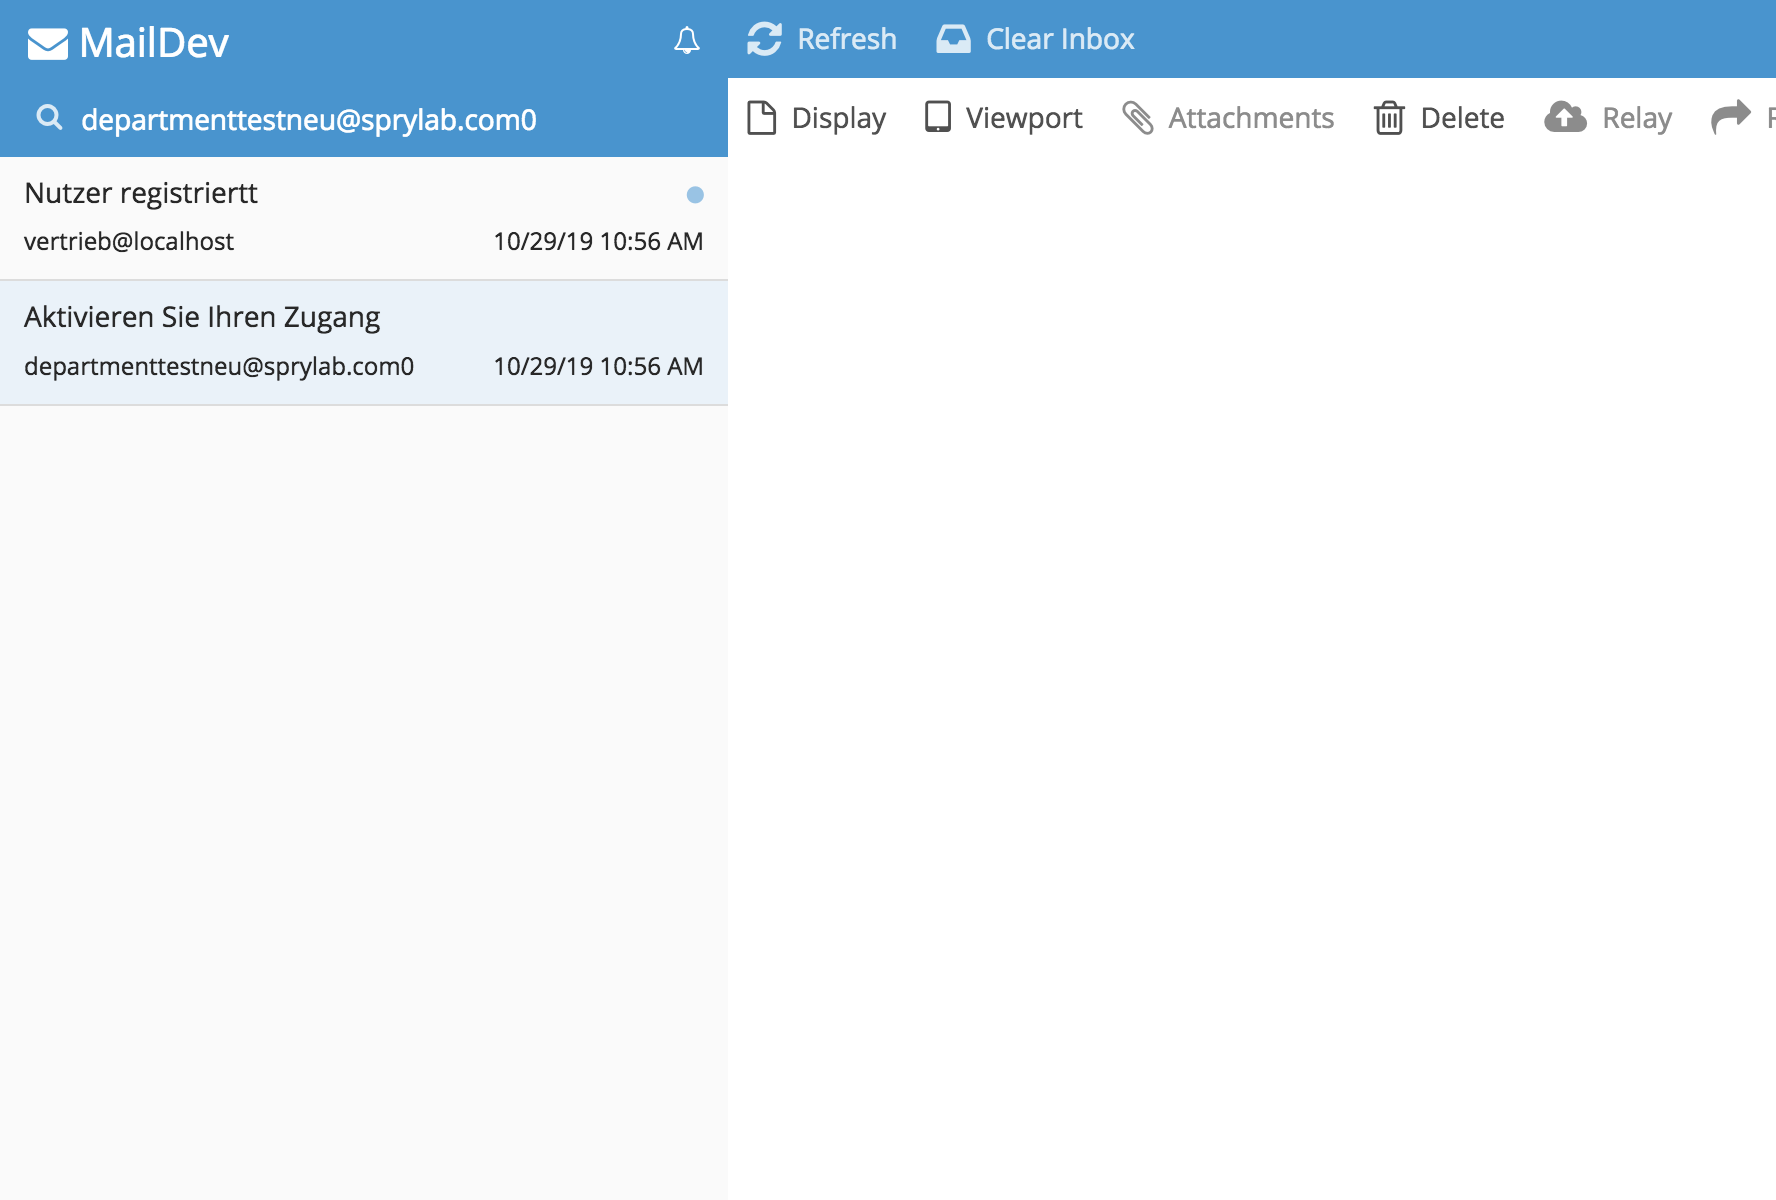 MailDev
Refresh Clear Inbox
departmenttestneu@sprylab.com0
Display Viewport Attachments Delete Relay
Nutzer registriertt
vertrieb@localhost 10/29/19 10:56 AM
Aktivieren Sie Ihren Zugang
departmenttestneu@sprylab.com0 10/29/19 10:56 AM